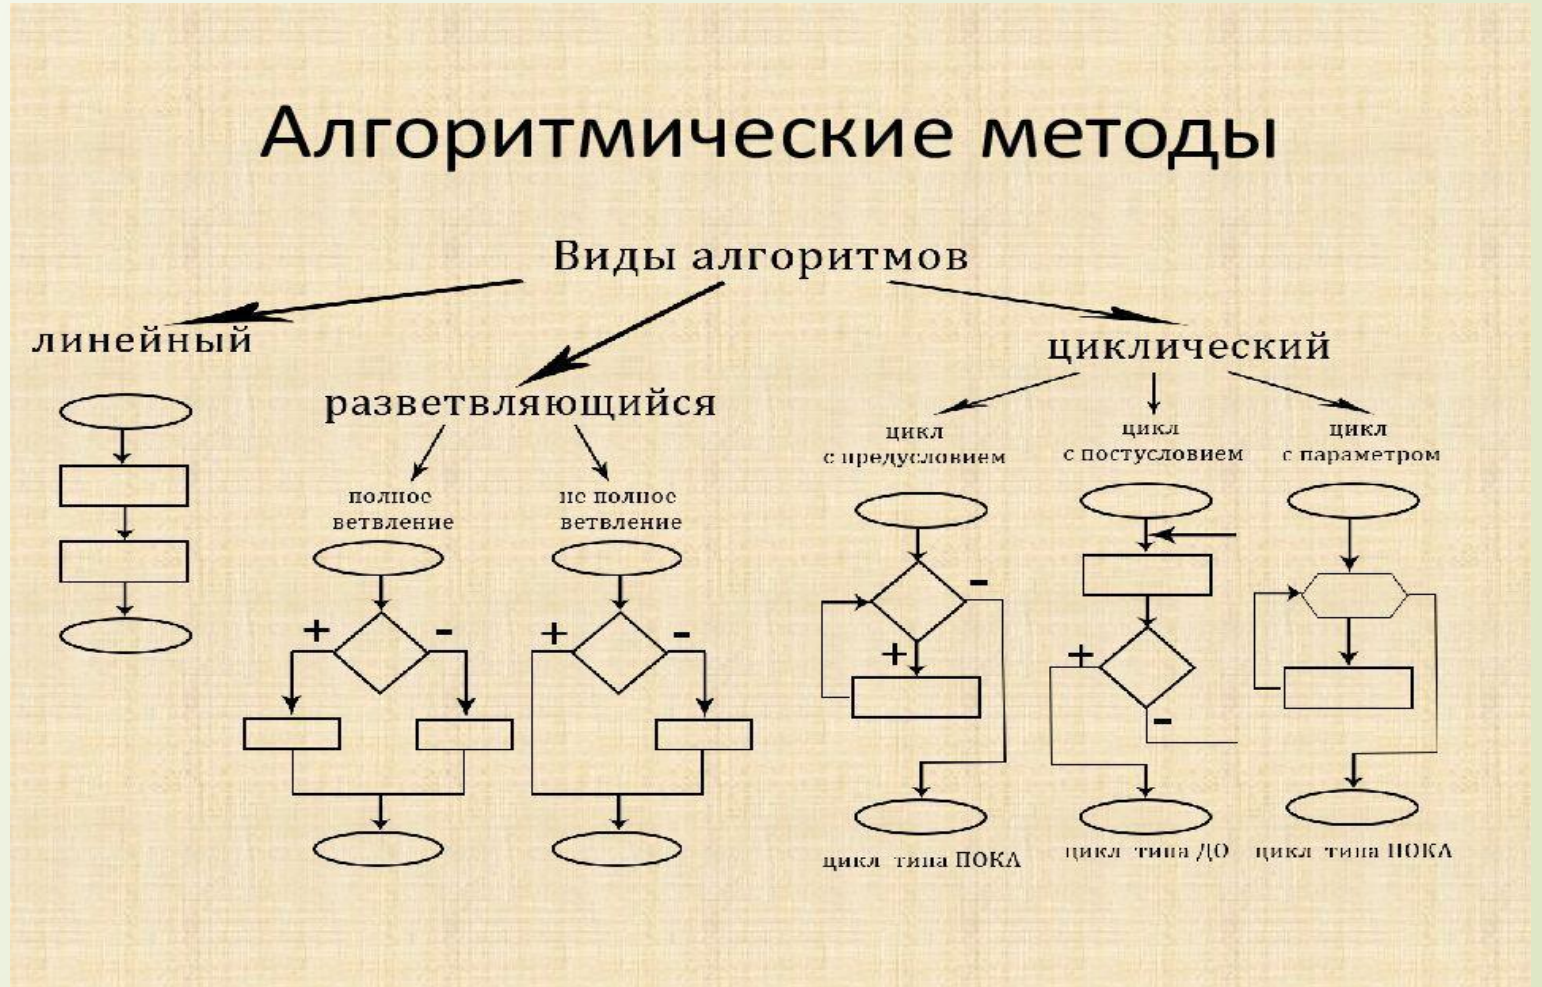 Алгоритмические методы
Виды алгоритмов
линейный
разветвляющийся
циклический
полное
ветвление
не полное
ветвление
цикл
с предусловием
цикл
с постусловием
цикл
с параметром
+
-
+
-
-
+
+
-
цикл типа ПОКА
цикл типа ДО
цикл типа ПОКА